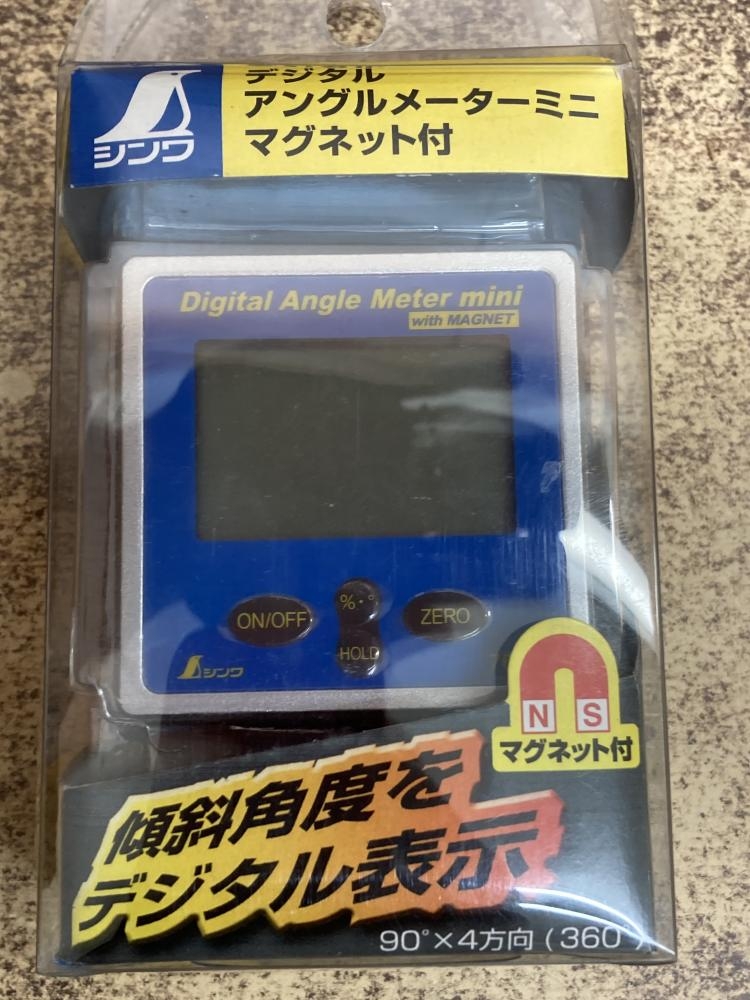 シンワ
デジタル
アングルメーターミニ
マグネット付
Digital Angle Meter mini
with MAGNET
ON/OFF
%・°
ZERO
HOLD
シンワ
N S
マグネット付
傾斜角度を
デジタル表示
90°×4方向(360°)